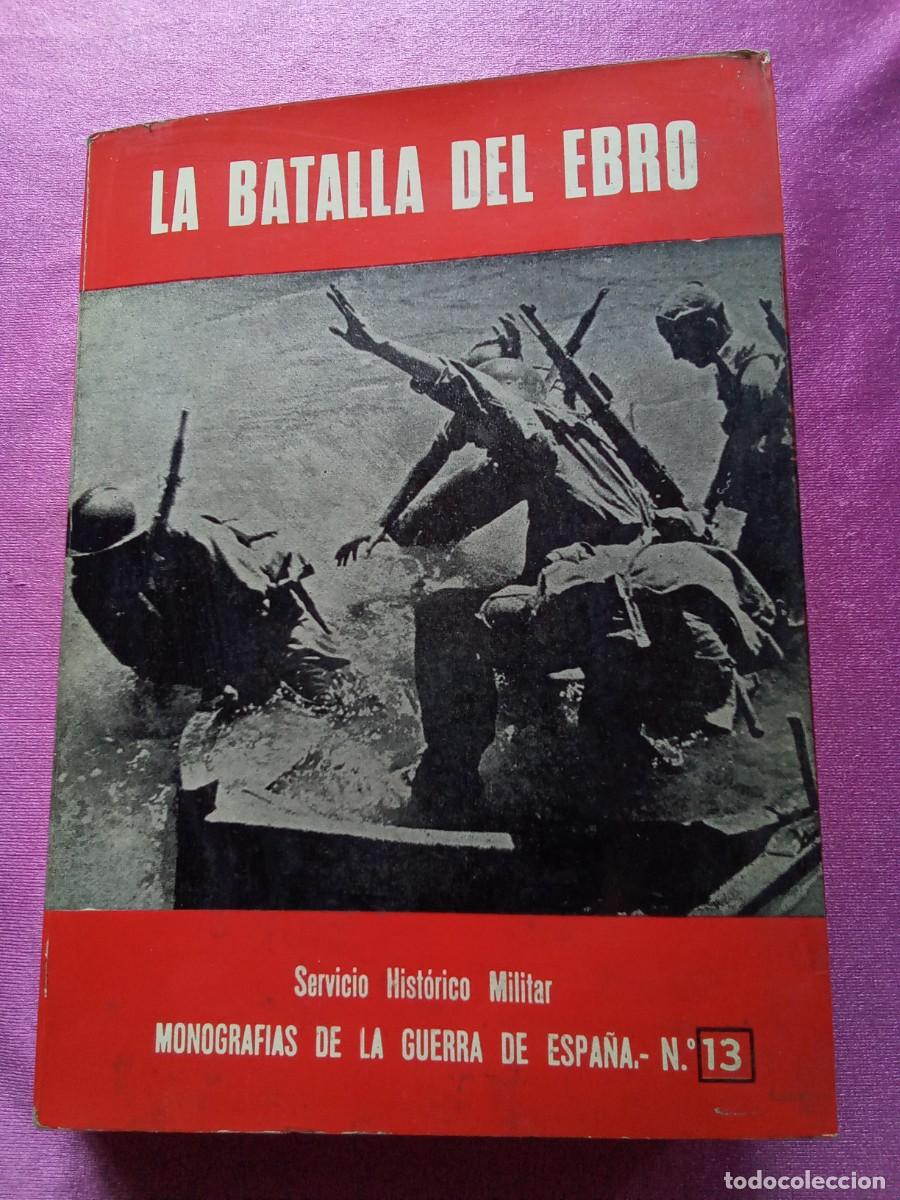 LA BATALLA DEL EBRO
Servicio Histórico Militar
MONOGRAFIAS DE LA GUERRA DE ESPAÑA.- N.º 13
todocoleccion